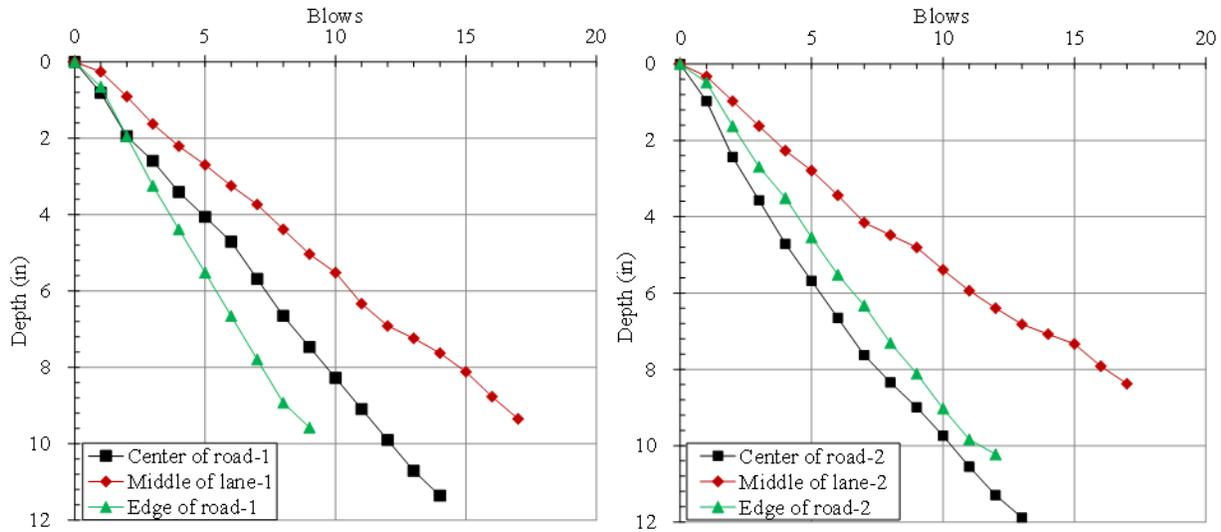 Blows
0 5 10 15 20
0
2
4
6
8
10
12
Depth (in)
Center of road-1
Middle of lane-1
Edge of road-1
Blows
0 5 10 15 20
0
2
4
6
8
10
12
Depth (in)
Center of road-2
Middle of lane-2
Edge of road-2